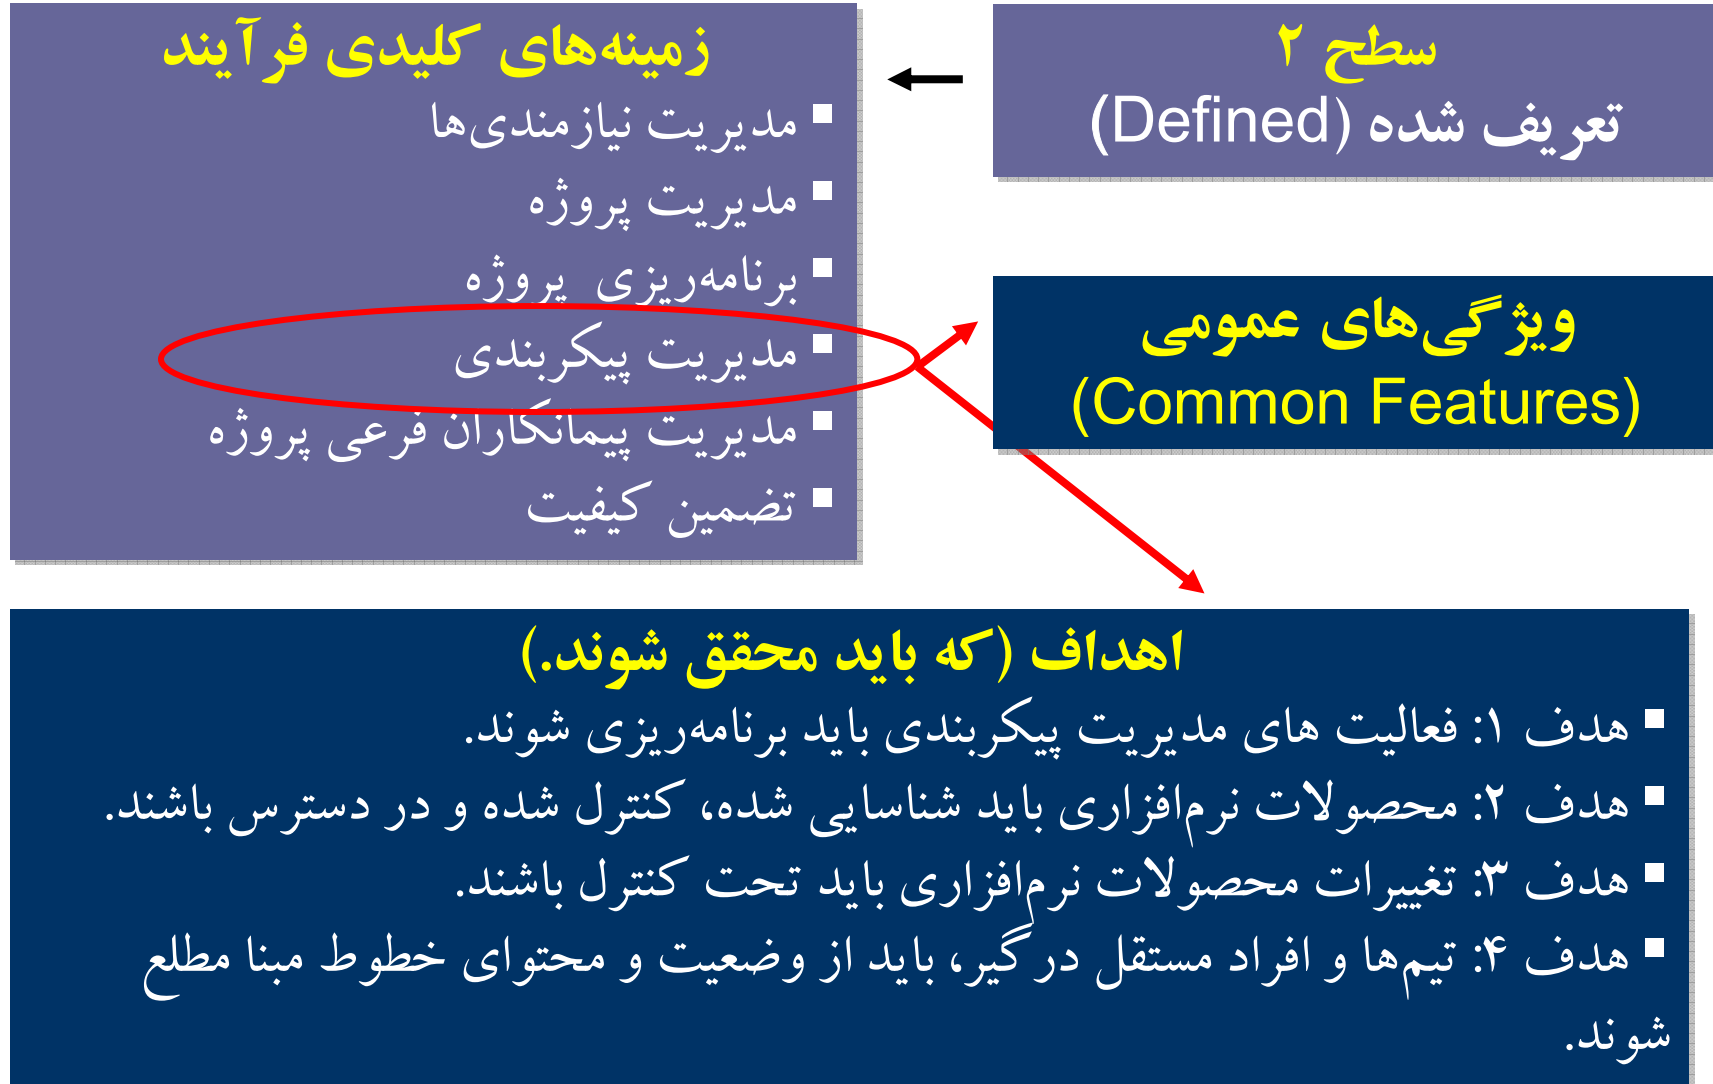 سطح ۲
تعریف شده (Defined)
زمینه‌های کلیدی فرآیند
▪ مدیریت نیازمندی‌ها
▪ مدیریت پروژه
▪ برنامه‌ریزی پروژه
▪ مدیریت پیکربندی
▪ مدیریت پیمانکاران فرعی پروژه
▪ تضمین کیفیت
ویژگی‌های عمومی
(Common Features)
اهداف (که باید محقق شوند.)
▪ هدف ۱: فعالیت های مدیریت پیکربندی باید برنامه‌ریزی شوند.
▪ هدف ۲: محصولات نرم‌افزاری باید شناسایی شده، کنترل شده و در دسترس باشند.
▪ هدف ۳: تغییرات محصولات نرم‌افزاری باید تحت کنترل باشند.
▪ هدف ۴: تیم‌ها و افراد مستقل درگیر، باید از وضعیت و محتوای خطوط مبنا مطلع
شوند.